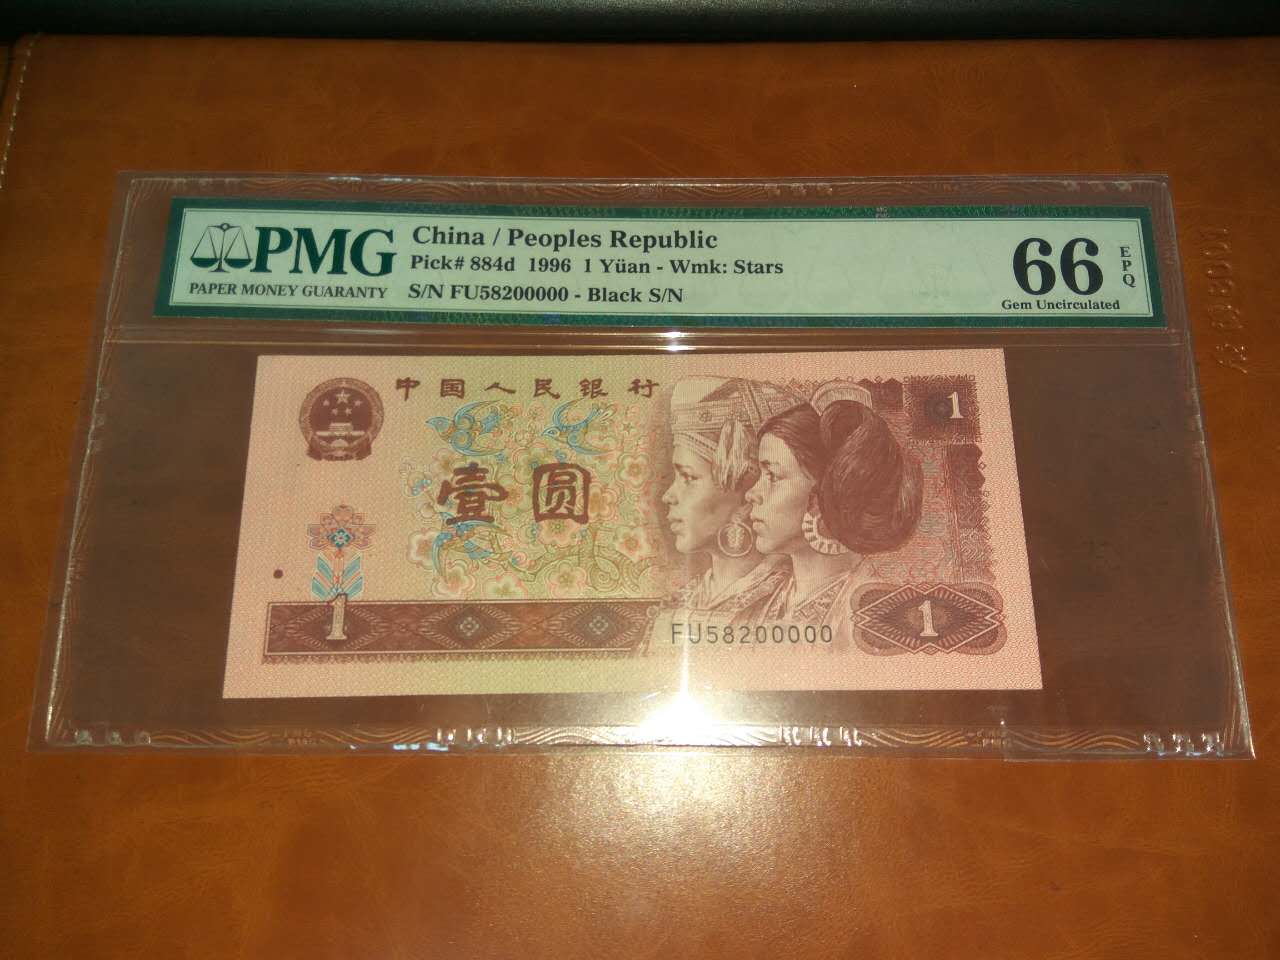 PMG
PAPER MONEY GUARANTY
China / Peoples Republic
Pick# 884d 1996 1 Yüan - Wmk: Stars
S/N FU58200000 - Black S/N
66
EPQ
Gem Uncirculated
中国人民银行
1
壹圆
1
FU58200000
1